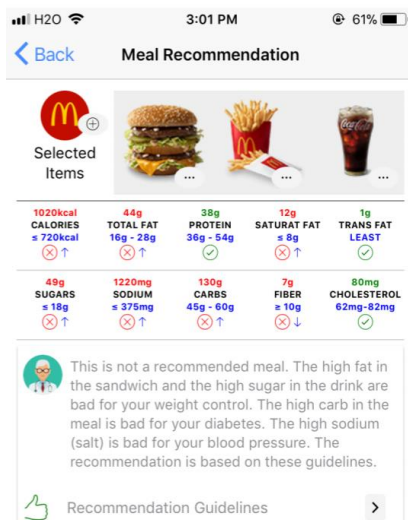 H2O 3:01 PM 61%
Back Meal Recommendation
Selected
Items
Coca-Cola
1020kcal 44g 38g 12g 1g
CALORIES TOTAL FAT PROTEIN SATURAT FAT TRANS FAT
≤ 720kcal 16g - 28g 36g - 54g ≤ 8g LEAST
49g 1220mg 130g 7g 80mg
SUGARS SODIUM CARBS FIBER CHOLESTEROL
≤ 18g ≤ 375mg 45g - 60g ≥ 10g 62mg-82mg
This is not a recommended meal. The high fat in
the sandwich and the high sugar in the drink are
bad for your weight control. The high carb in the
meal is bad for your diabetes. The high sodium
(salt) is bad for your blood pressure. The
recommendation is based on these guidelines.
Recommendation Guidelines